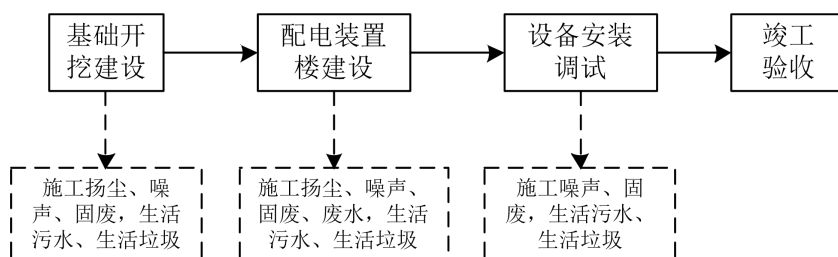 基础开
挖建设
配电装置
楼建设
设备安装
调试
竣工
验收
施工扬尘、噪
声、固废，生活
污水、生活垃圾
施工扬尘、噪声、
固废、废水，生活
污水、生活垃圾
施工噪声、固
废，生活污水、
生活垃圾